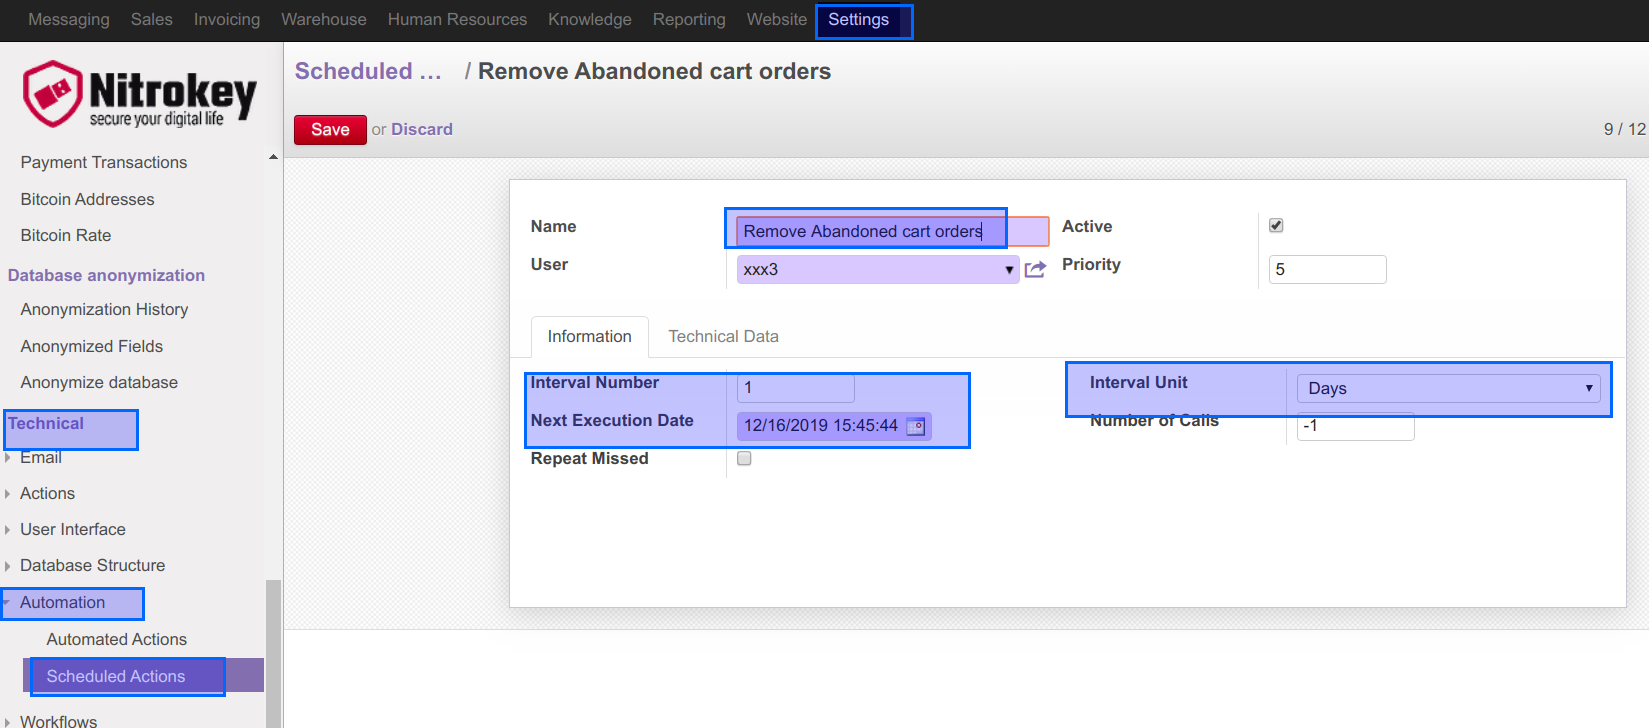 Messaging Sales Invoicing Warehouse Human Resources Knowledge Reporting Website Settings
Nitrokey
secure your digital life
Scheduled ... / Remove Abandoned cart orders
Save or Discard
9 / 12
Payment Transactions
Bitcoin Addresses
Bitcoin Rate
Database anonymization
Anonymization History
Anonymized Fields
Anonymize database
Technical
Email
Actions
User Interface
Database Structure
Automation
Automated Actions
Scheduled Actions
Workflows
Name Remove Abandoned cart orders Active
User xxx3 Priority 5
Information Technical Data
Interval Number 1 Interval Unit Days
Next Execution Date 12/16/2019 15:45:44 Number of Calls -1
Repeat Missed